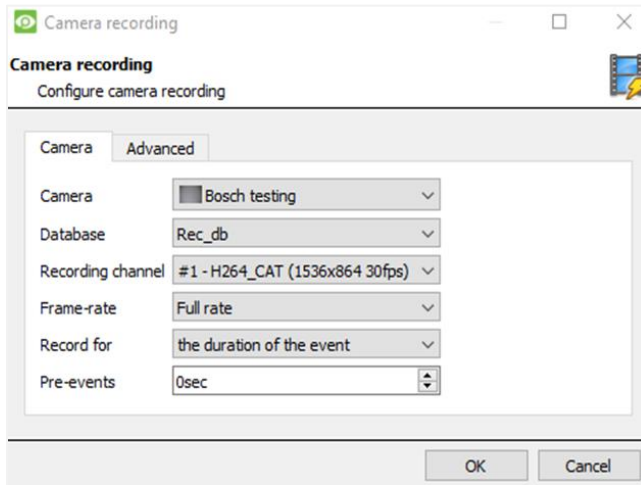 Camera recording
Camera recording
Configure camera recording
Camera Advanced
Camera Bosch testing
Database Rec_db
Recording channel #1 - H264_CAT (1536x864 30fps)
Frame-rate Full rate
Record for the duration of the event
Pre-events 0sec
OK Cancel